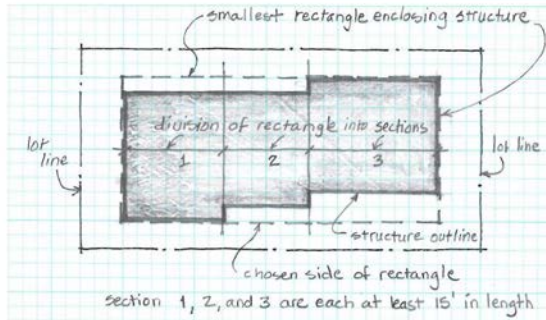 smallest rectangle enclosing structure
division of rectangle into sections
lot
line
1
2
3
lot line
structure outline
chosen side of rectangle
section 1, 2, and 3 are each at least 15' in length